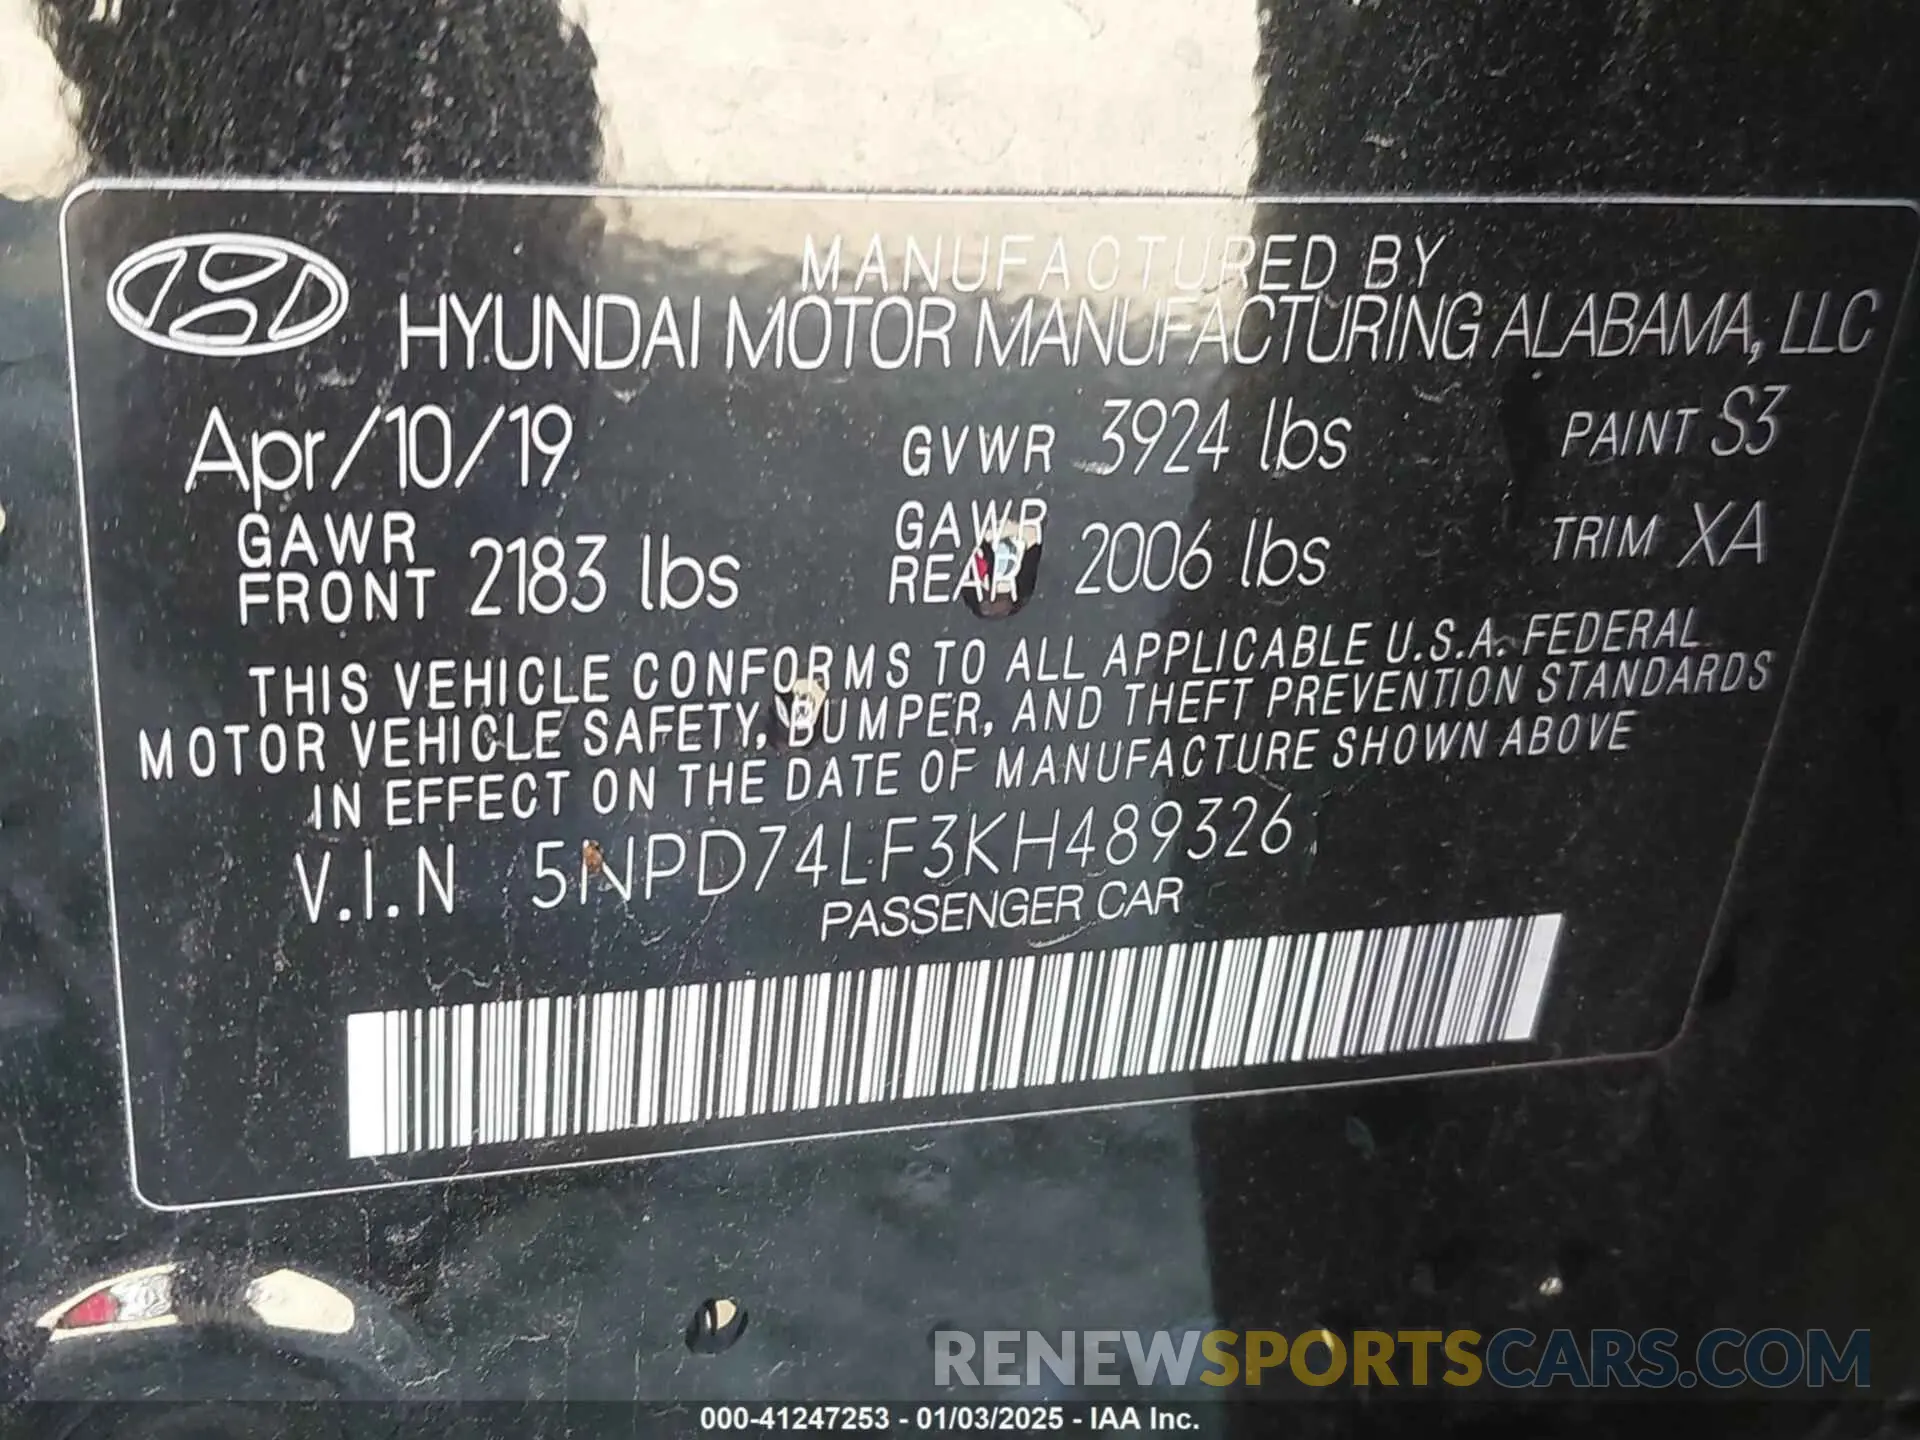 MANUFACTURED BY
HYUNDAI MOTOR MANUFACTURING ALABAMA, LLC
Apr/10/19 GVWR 3924 lbs PAINT S3
GAWR FRONT 2183 lbs GAWR REAR 2006 lbs TRIM XA
THIS VEHICLE CONFORMS TO ALL APPLICABLE U.S.A. FEDERAL
MOTOR VEHICLE SAFETY, BUMPER, AND THEFT PREVENTION STANDARDS
IN EFFECT ON THE DATE OF MANUFACTURE SHOWN ABOVE
V.I.N 5NPD74LF3KH489326
PASSENGER CAR
RENEWSPORTSCARS.COM
000-41247253 - 01/03/2025 - IAA Inc.